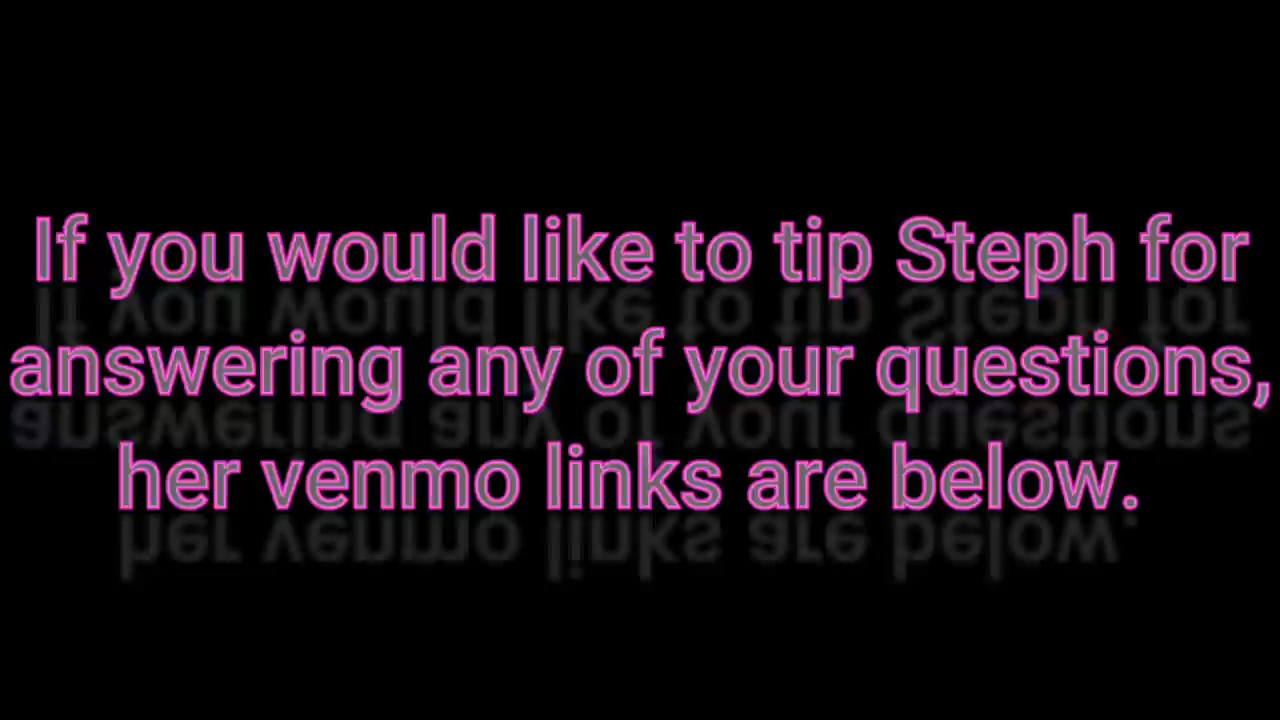 If you would like to tip Steph for
answering any of your questions,
her venmo links are below.